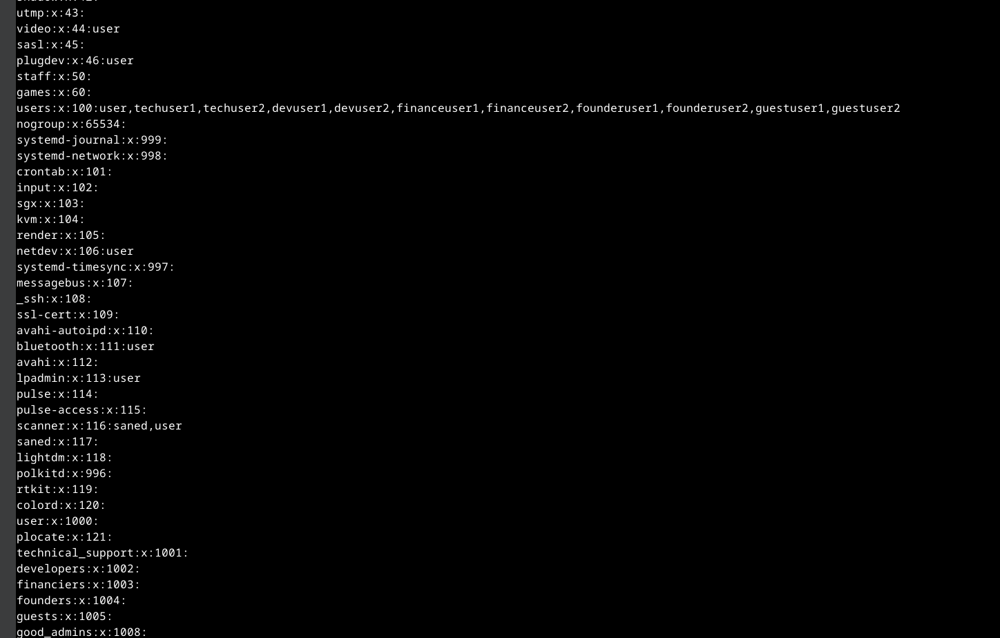 utmp:x:43:
video:x:44:user
sasl:x:45:
plugdev:x:46:user
staff:x:50:
games:x:60:
users:x:100:user,techuser1,techuser2,devuser1,devuser2,financeuser1,financeuser2,founderuser1,founderuser2,guestuser1,guestuser2
nogroup:x:65534:
systemd-journal:x:999:
systemd-network:x:998:
crontab:x:101:
input:x:102:
sgx:x:103:
kvm:x:104:
render:x:105:
netdev:x:106:user
systemd-timesync:x:997:
messagebus:x:107:
_ssh:x:108:
ssl-cert:x:109:
avahi-autoipd:x:110:
bluetooth:x:111:user
avahi:x:112:
lpadmin:x:113:user
pulse:x:114:
pulse-access:x:115:
scanner:x:116:saned,user
saned:x:117:
lightdm:x:118:
polkitd:x:996:
rtkit:x:119:
colord:x:120:
user:x:1000:
plocate:x:121:
technical_support:x:1001:
developers:x:1002:
financiers:x:1003:
founders:x:1004:
guests:x:1005:
good_admins:x:1008: